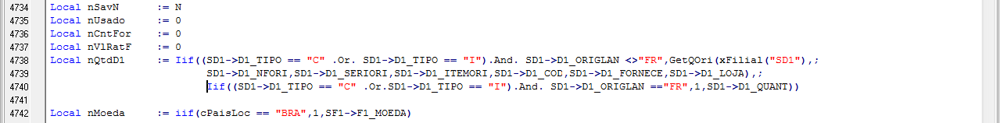 4734 Local nSavN := N
4735 Local nUsado := 0
4736 Local nCntFor := 0
4737 Local nVlRatF := 0
4738 Local nQtdD1 := Iif((SD1->D1_TIPO == "C" .Or. SD1->D1_TIPO == "I").And. SD1->D1_ORIGLAN <>"FR",GetQOri(xFilial("SD1"),;
4739 SD1->D1_NFORI,SD1->D1_SERIORI,SD1->D1_ITEMORI,SD1->D1_COD,SD1->D1_FORNECE,SD1->D1_LOJA),;
4740 Iif((SD1->D1_TIPO == "C" .Or.SD1->D1_TIPO == "I").And. SD1->D1_ORIGLAN =="FR",1,SD1->D1_QUANT))
4741
4742 Local nMoeda := iif(cPaisLoc == "BRA",1,SF1->F1_MOEDA)